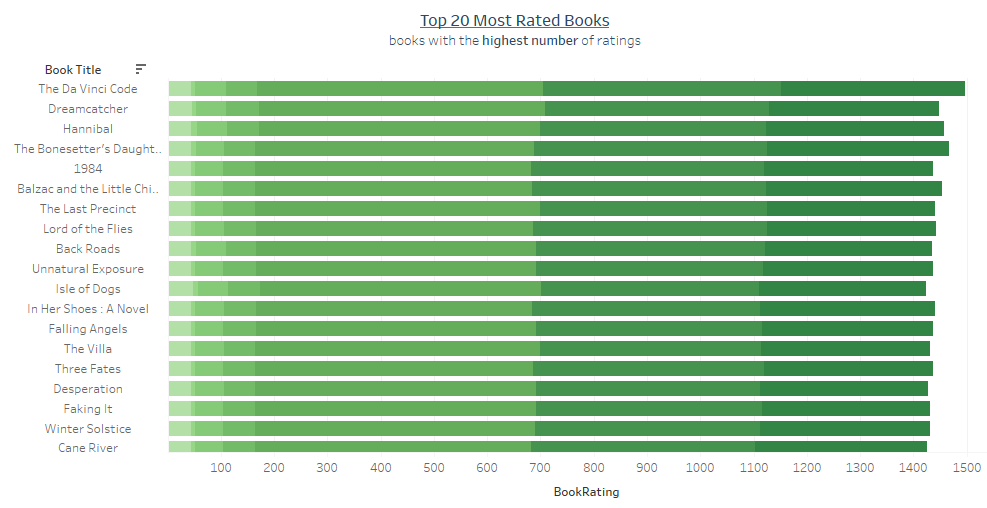 Top 20 Most Rated Books
books with the highest number of ratings
Book Title
The Da Vinci Code
Dreamcatcher
Hannibal
The Bonesetter's Daught..
1984
Balzac and the Little Chi..
The Last Precinct
Lord of the Flies
Back Roads
Unnatural Exposure
Isle of Dogs
In Her Shoes : A Novel
Falling Angels
The Villa
Three Fates
Desperation
Faking It
Winter Solstice
Cane River
100 200 300 400 500 600 700 800 900 1000 1100 1200 1300 1400 1500
BookRating